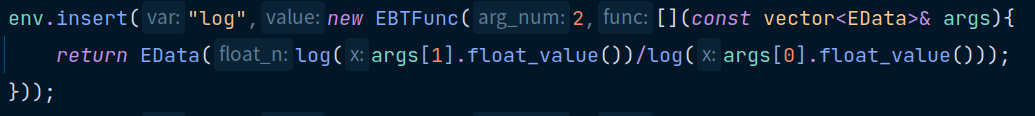 env.insert( var: "log", value: new EBTFunc( arg_num: 2, func: [](const vector<EData>& args){
    return EData( float_n: log( x: args[1].float_value())/log( x: args[0].float_value()));
}));